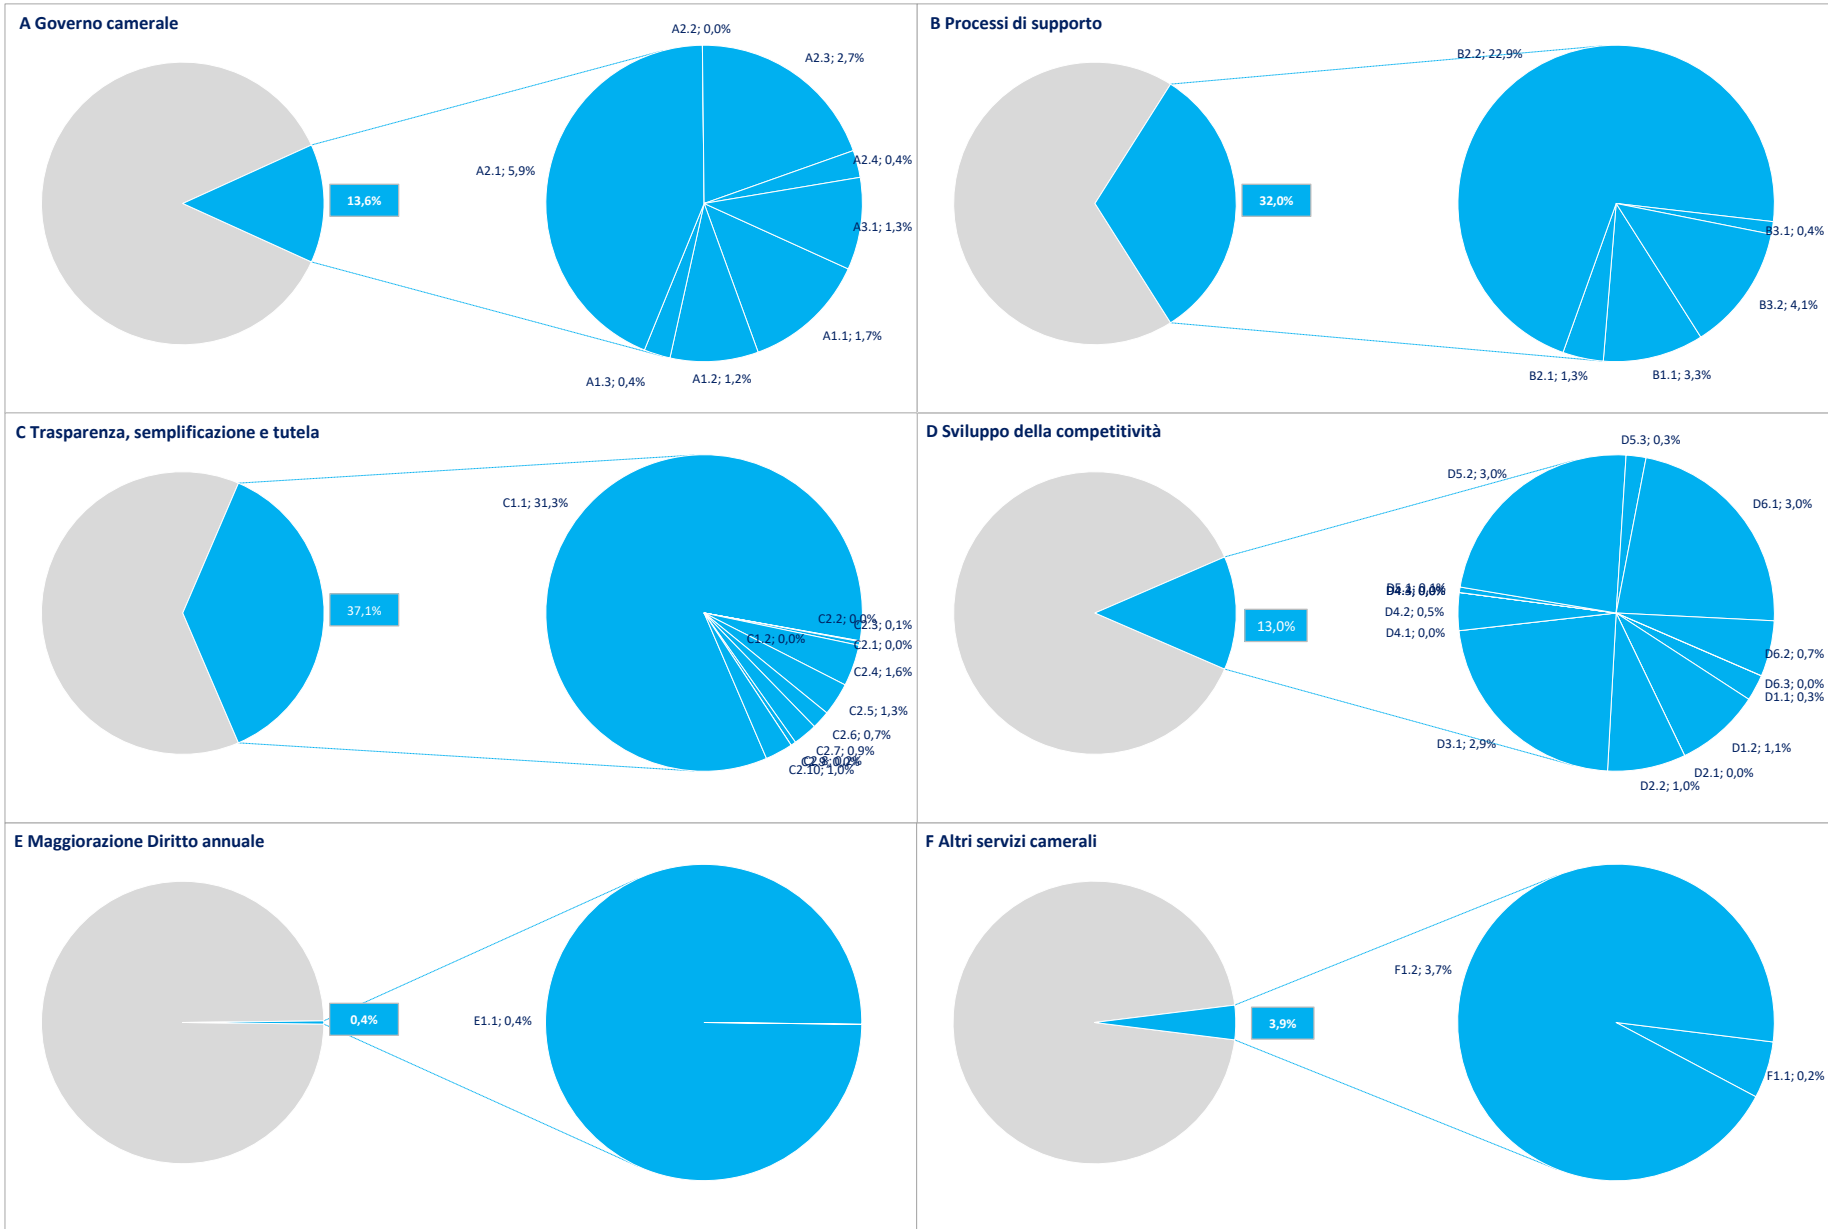 A Governo camerale
A2.2; 0,0%
A2.3; 2,7%
A2.1; 5,9%
A2.4; 0,4%
13,6%
A3.1; 1,3%
A1.1; 1,7%
A1.3; 0,4%
A1.2; 1,2%
B Processi di supporto
B2.2; 22,9%
32,0%
B3.1; 0,4%
B3.2; 4,1%
B2.1; 1,3%
B1.1; 3,3%
C Trasparenza, semplificazione e tutela
C1.1; 31,3%
37,1%
C2.2; 0,0%
C2.3; 0,1%
C1.2; 0,0%
C2.1; 0,0%
C2.4; 1,6%
C2.5; 1,3%
C2.6; 0,7%
C2.7; 0,9%
C2.10; 1,0%
D Sviluppo della competitività
D5.3; 0,3%
D5.2; 3,0%
D6.1; 3,0%
D5.1; 0,1%
D4.2; 0,5%
D4.1; 0,0%
13,0%
D6.2; 0,7%
D6.3; 0,0%
D1.1; 0,3%
D3.1; 2,9%
D1.2; 1,1%
D2.1; 0,0%
D2.2; 1,0%
E Maggiorazione Diritto annuale
0,4%
E1.1; 0,4%
F Altri servizi camerali
F1.2; 3,7%
3,9%
F1.1; 0,2%